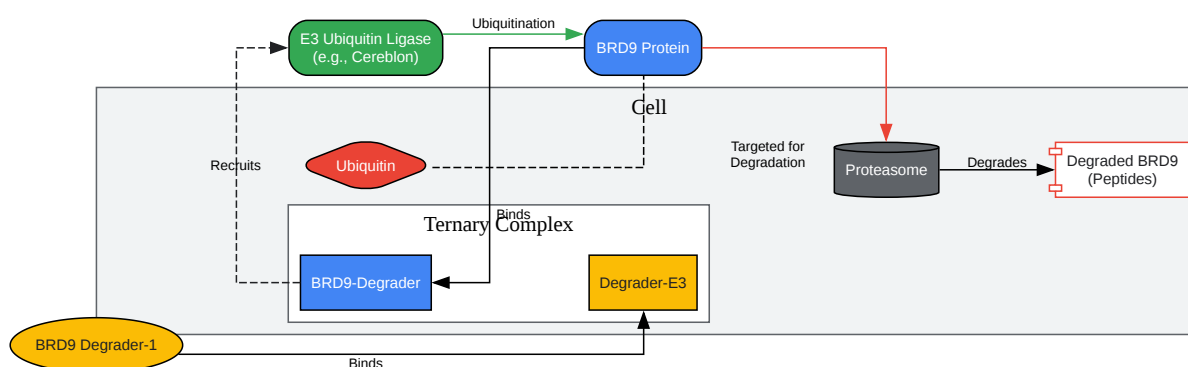 Ubiquitination
E3 Ubiquitin Ligase
(e.g., Cereblon)
BRD9 Protein
Cell
Targeted for
Degradation
Recruits
Ubiquitin
Proteasome
Degrades
Degraded BRD9
(Peptides)
Binds
Ternary Complex
BRD9-Degrader
Degrader-E3
BRD9 Degrader-1
Binds